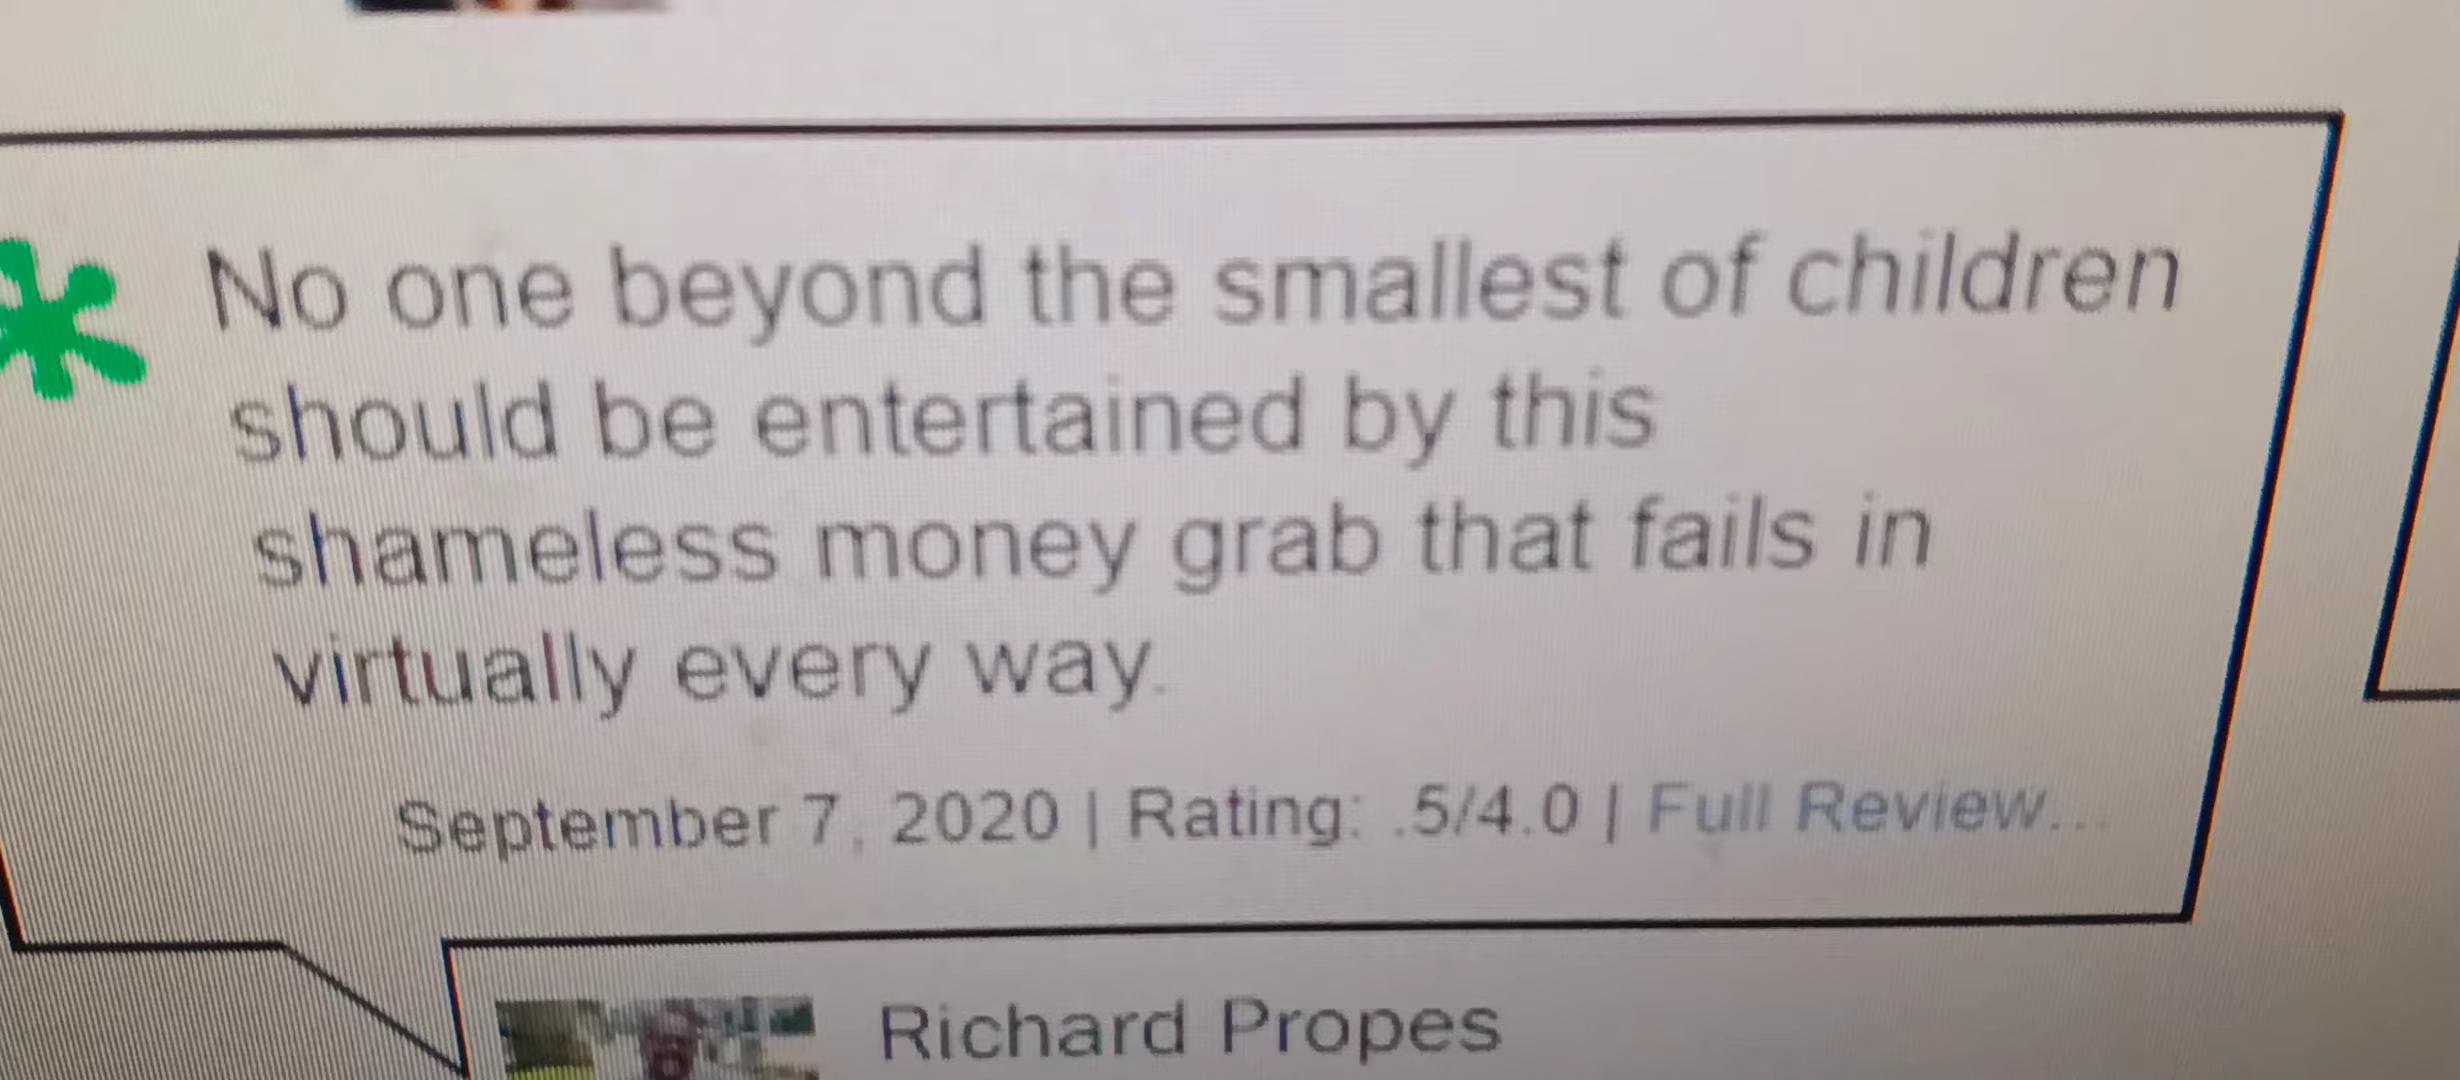 No one beyond the smallest of children
should be entertained by this
shameless money grab that fails in
virtually every way.
September 7, 2020 | Rating: .5/4.0 | Full Review...
Richard Propes